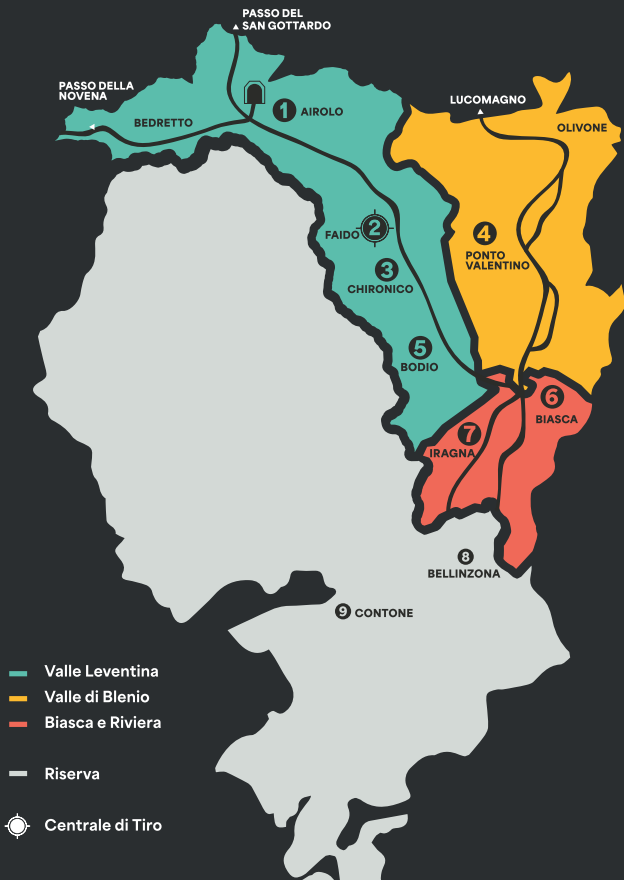 PASSO DEL
SAN GOTTARDO
PASSO DELLA
NOVENA
LUCOMAGNO
1 AIROLO
BEDRETTO
OLIVONE
FAIDO 2
4
PONTO
VALENTINO
3
CHIRONICO
5
BODIO
6
BIASCA
7
IRAGNA
8
BELLINZONA
9 CONTONE
Valle Leventina
Valle di Blenio
Biasca e Riviera
Riserva
Centrale di Tiro